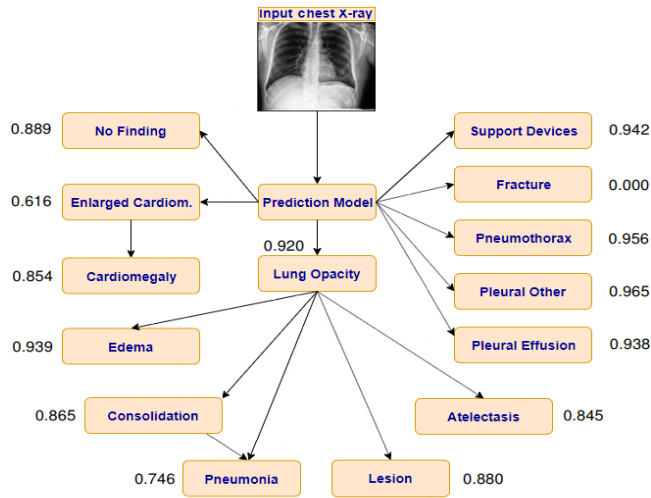 Input chest X-ray
0.889 No Finding
Support Devices 0.942
Fracture 0.000
0.616 Enlarged Cardiom.
Prediction Model
Pneumothorax 0.956
0.920
0.854 Cardiomegaly
Lung Opacity
Pleural Other 0.965
0.939 Edema
Pleural Effusion 0.938
0.865 Consolidation
Atelectasis 0.845
0.746 Pneumonia
Lesion 0.880